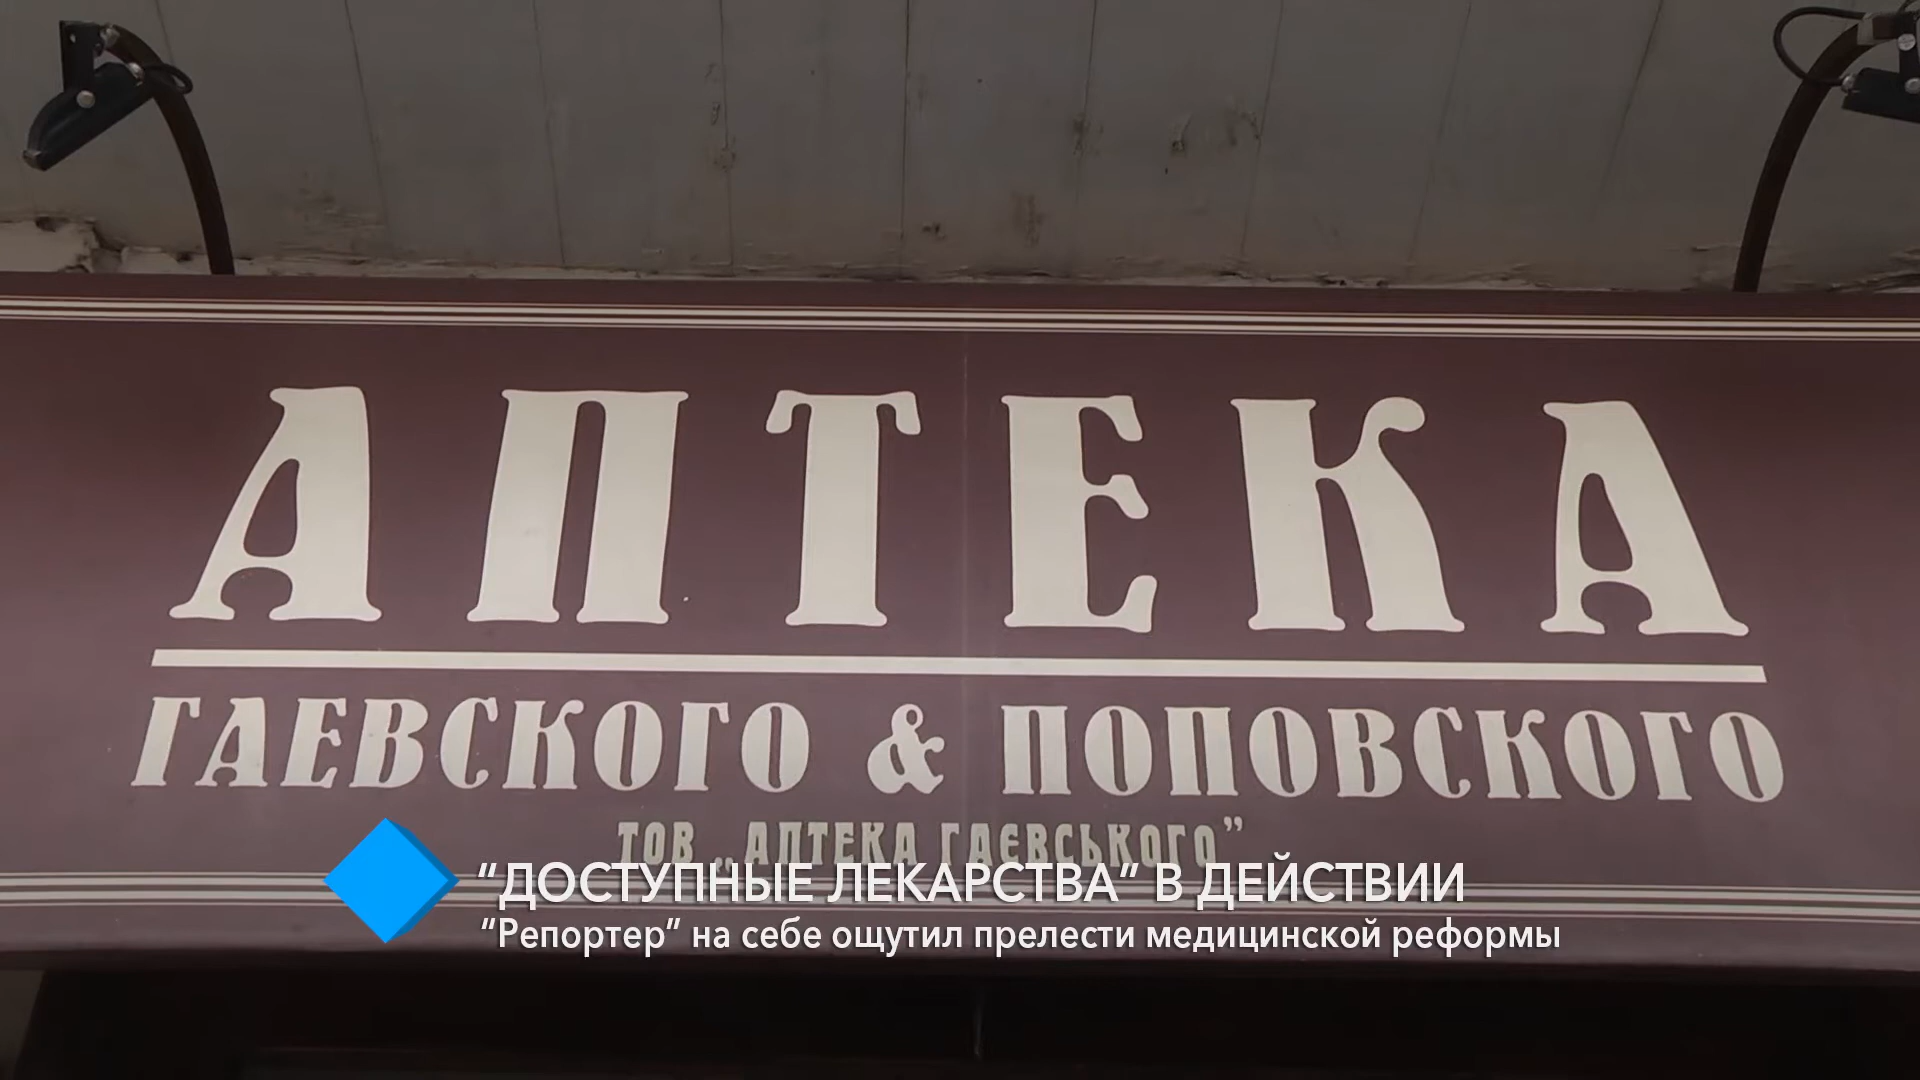 АПТЕКА
ГАЕВСКОГО & ПОПОВСКОГО
ТОВ „АПТЕКА ГАЄВСЬКОГО”
“ДОСТУПНЫЕ ЛЕКАРСТВА” В ДЕЙСТВИИ
“Репортер” на себе ощутил прелести медицинской реформы